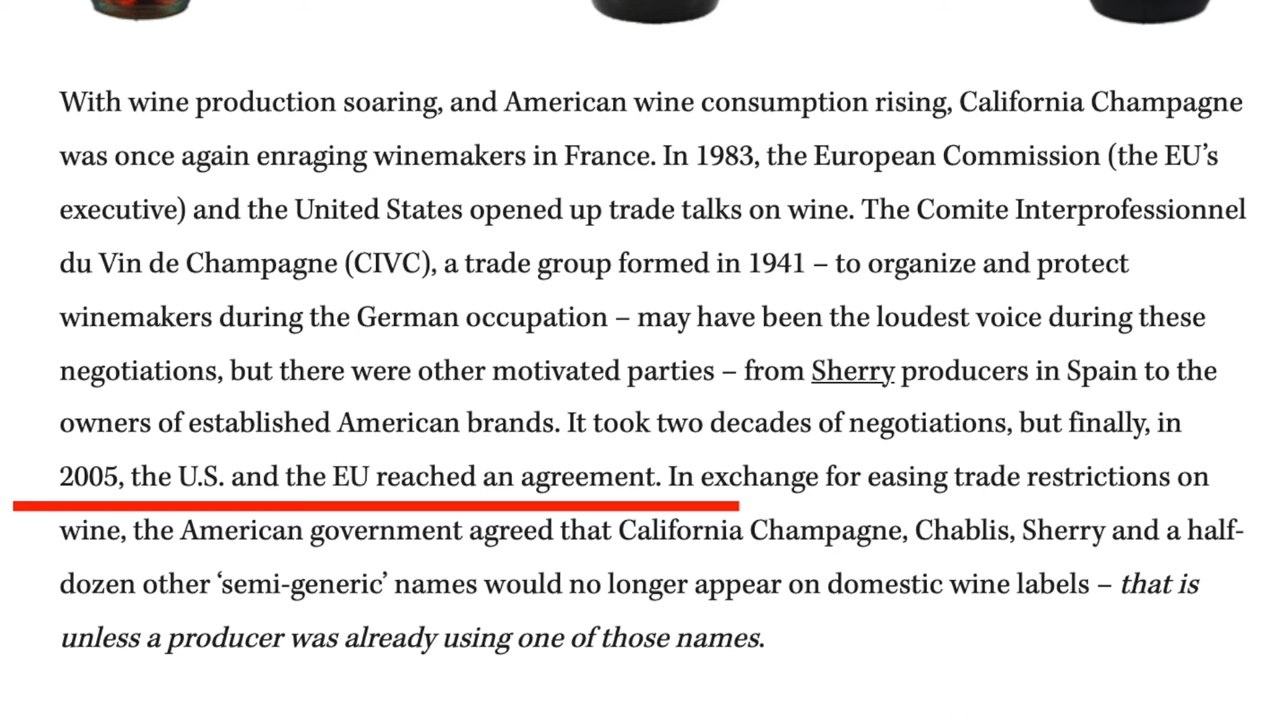 With wine production soaring, and American wine consumption rising, California Champagne
was once again enraging winemakers in France. In 1983, the European Commission (the EU’s
executive) and the United States opened up trade talks on wine. The Comite Interprofessionnel
du Vin de Champagne (CIVC), a trade group formed in 1941 – to organize and protect
winemakers during the German occupation – may have been the loudest voice during these
negotiations, but there were other motivated parties – from Sherry producers in Spain to the
owners of established American brands. It took two decades of negotiations, but finally, in
2005, the U.S. and the EU reached an agreement. In exchange for easing trade restrictions on
wine, the American government agreed that California Champagne, Chablis, Sherry and a half-
dozen other ‘semi-generic’ names would no longer appear on domestic wine labels – that is
unless a producer was already using one of those names.